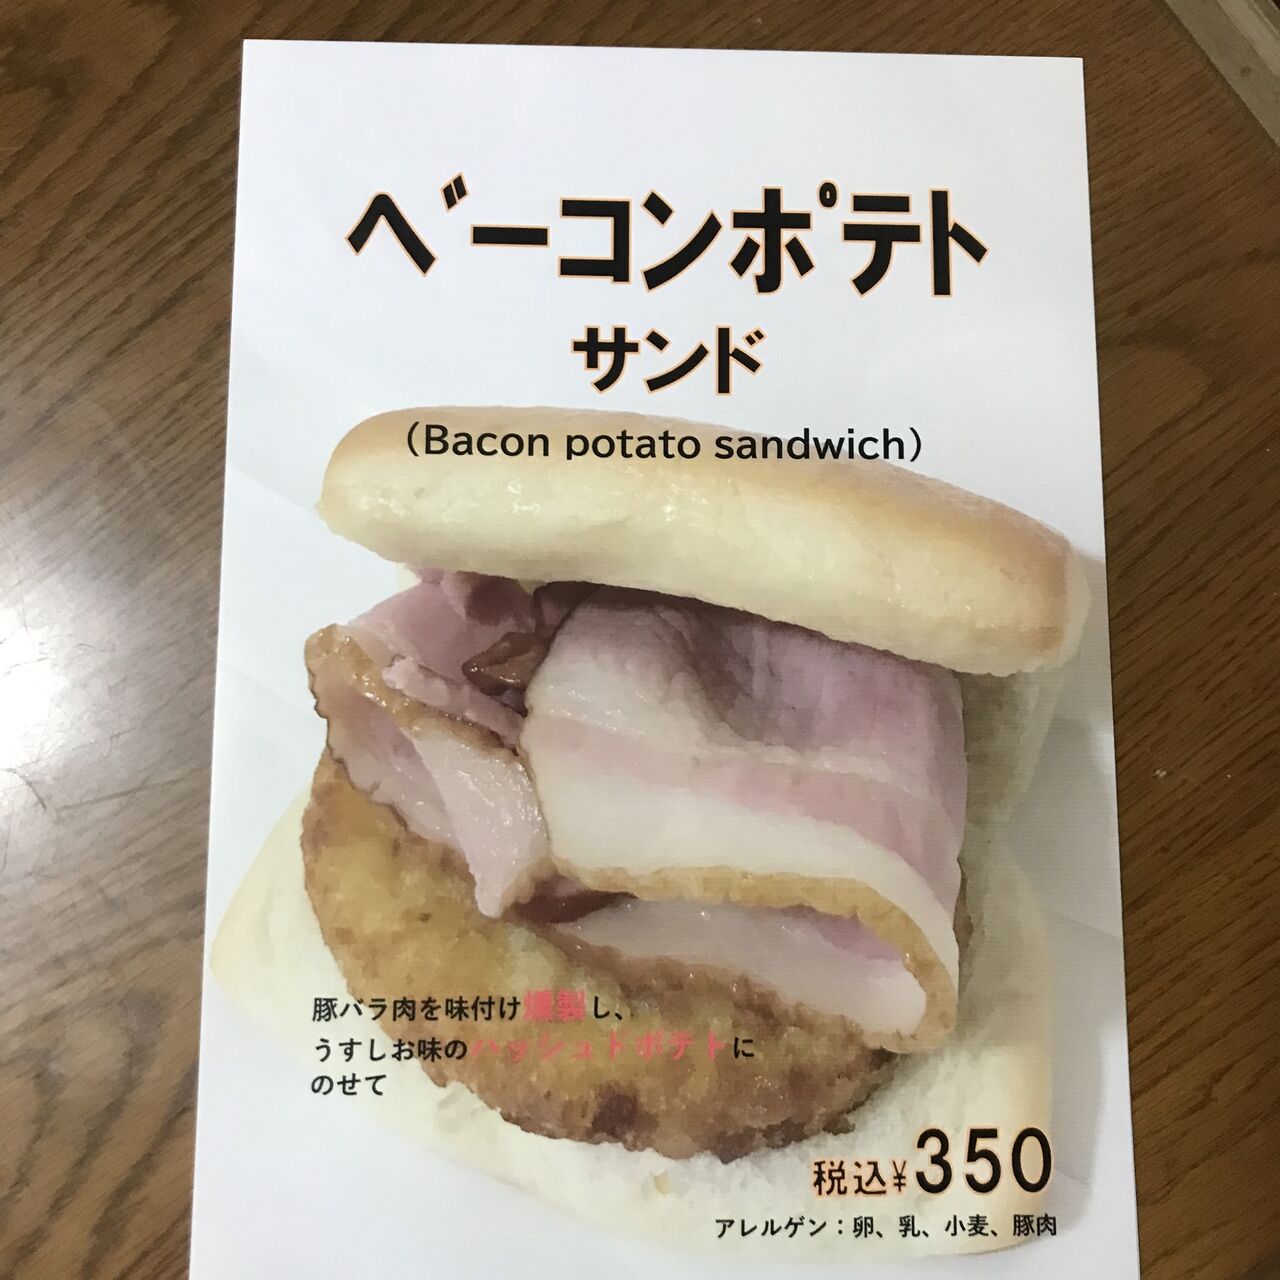 ベーコンポテト
サンド
（Bacon potato sandwich）
豚バラ肉を味付け燻製し、
うすしお味のハッシュドポテトに
のせて
税込¥350
アレルゲン：卵、乳、小麦、豚肉